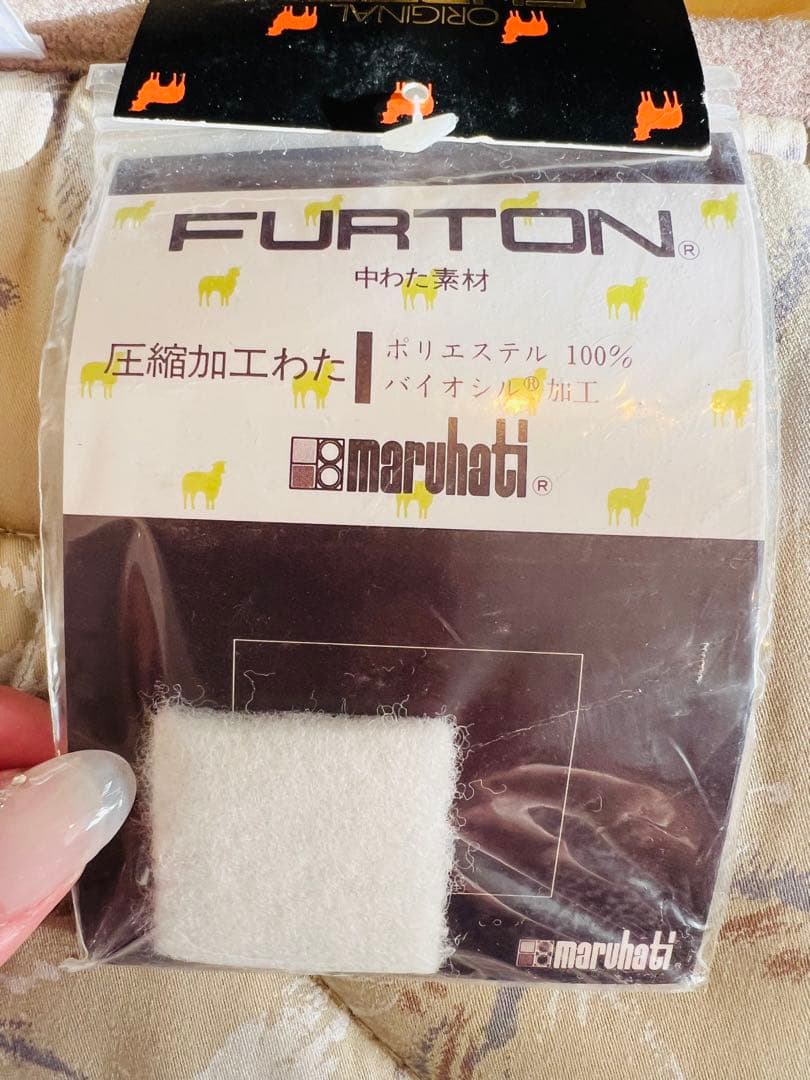 ORIGINAL
FURTON®
中わた素材
圧縮加工わた
ポリエステル 100%
バイオシル®加工
maruhati®
maruhati